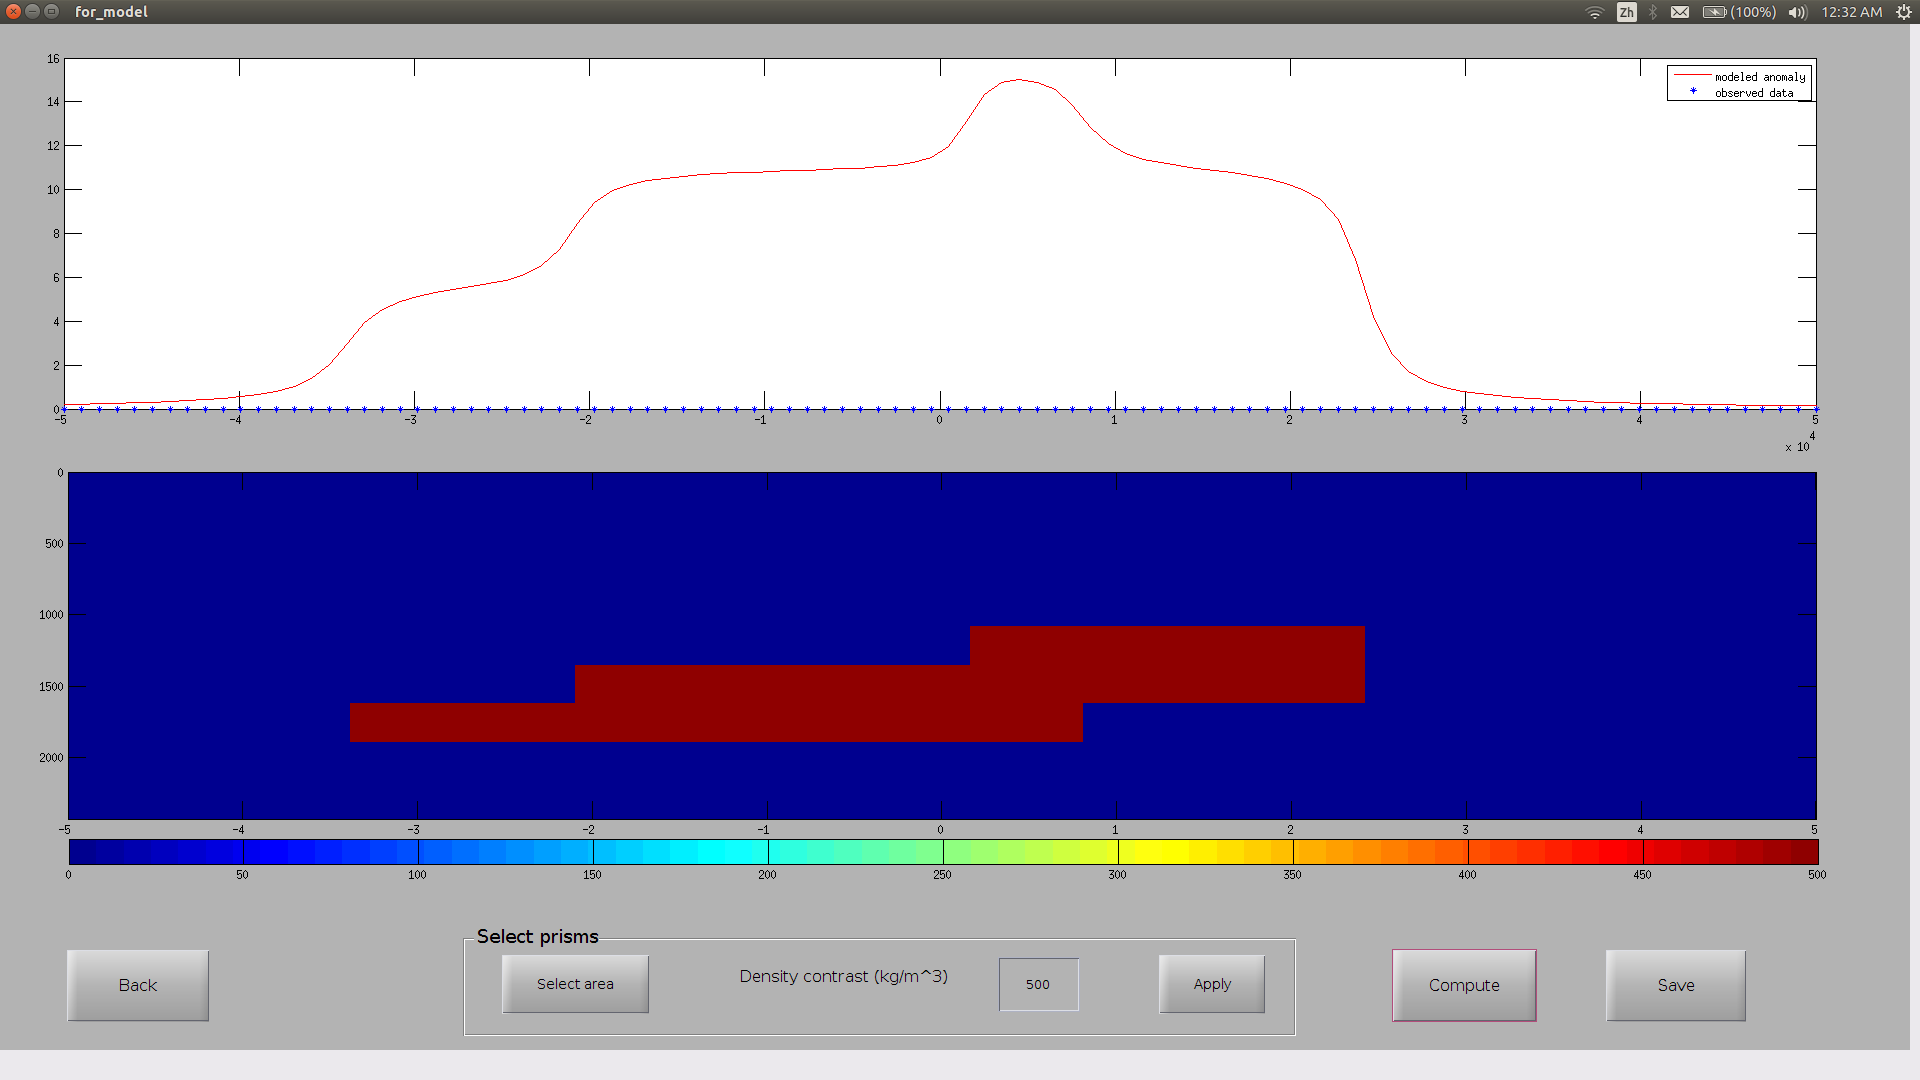 for_model
Zh
(100%)
12:32 AM
16
14
12
10
8
6
4
2
0
modeled anomaly
observed data
-5 -4 -3 -2 -1 0 1 2 3 4 5
x 10^4
0
500
1000
1500
2000
-5 -4 -3 -2 -1 0 1 2 3 4 5
0 50 100 150 200 250 300 350 400 450 500
Select prisms
Back
Select area
Density contrast (kg/m^3)
500
Apply
Compute
Save